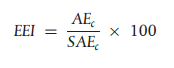 EEI = AE_c / SAE_c × 100